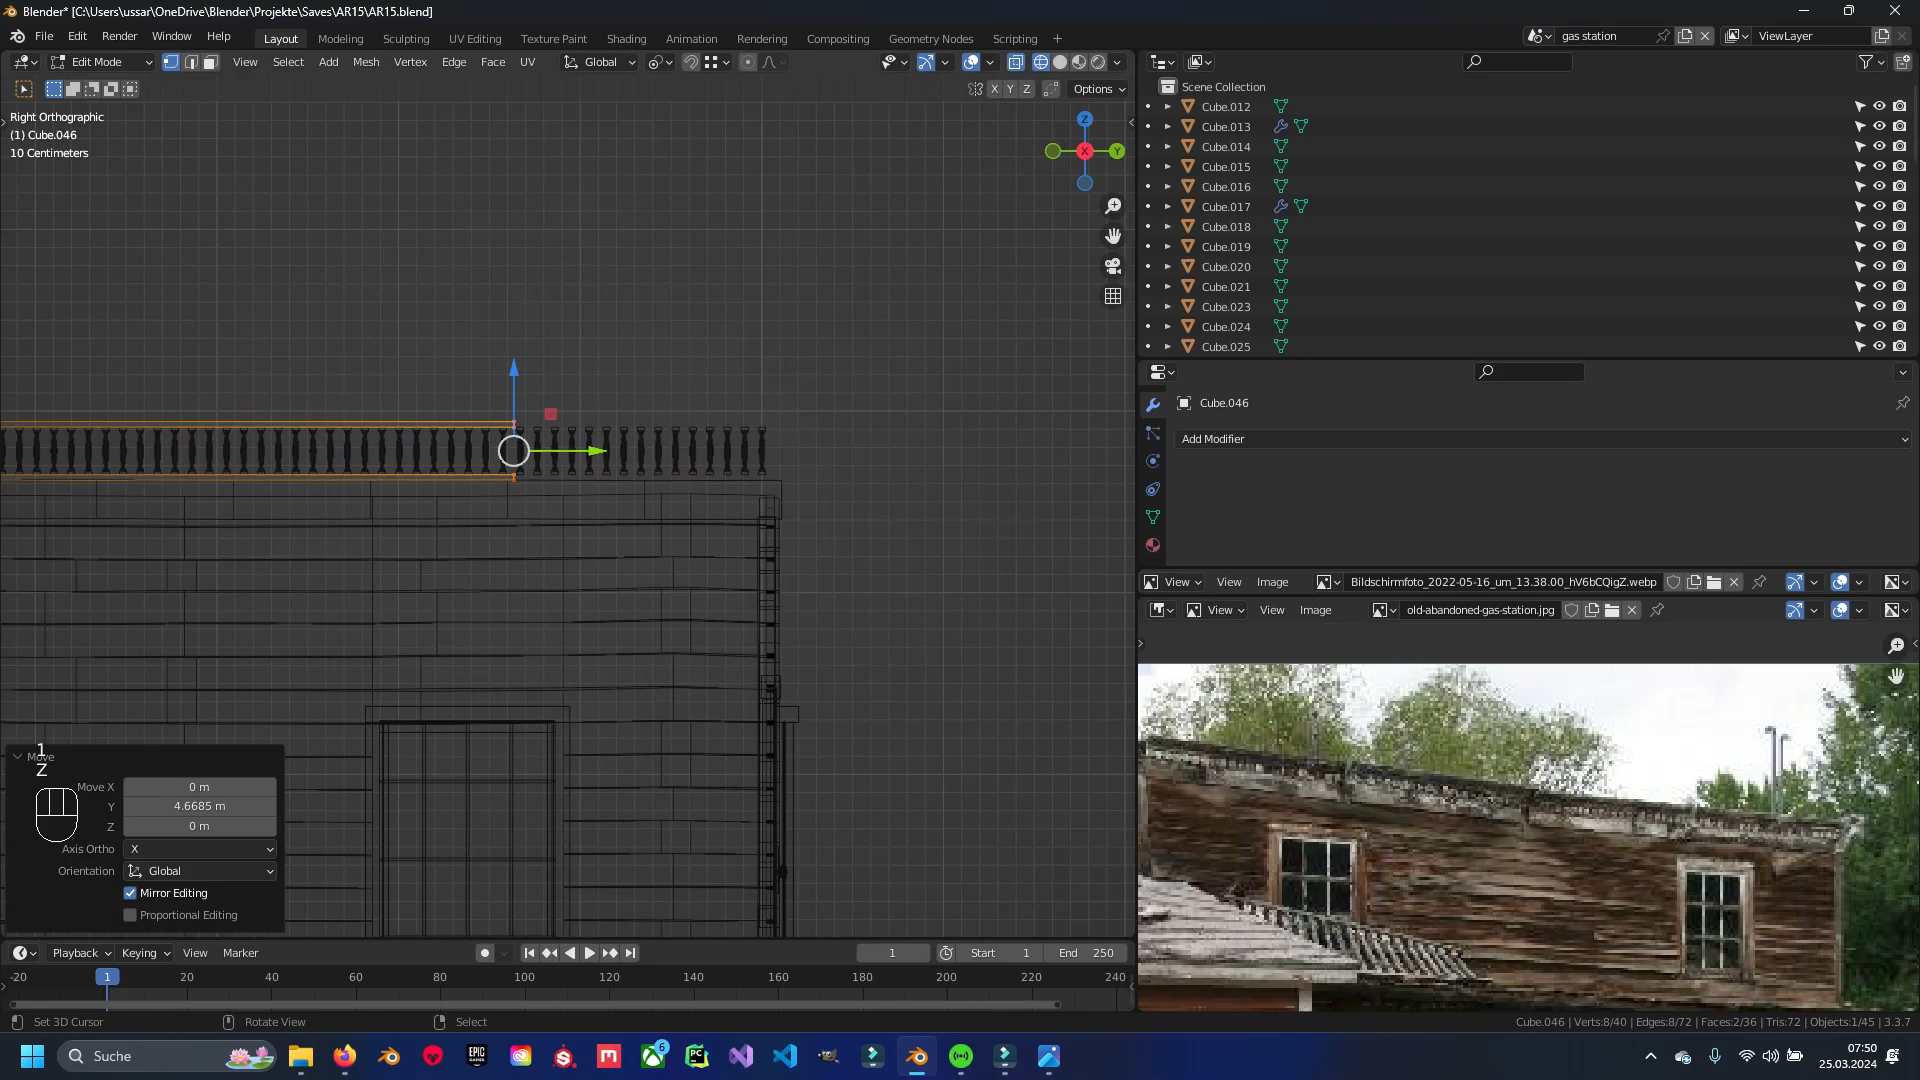 Blender* [C:\Users\ussar\OneDrive\Blender\Projekte\Saves\AR15\AR15.blend]
File Edit Render Window Help Layout Modeling Sculpting UV Editing Texture Paint Shading Animation Rendering Compositing Geometry Nodes Scripting gas station ViewLayer
Edit Mode View Select Add Mesh Vertex Edge Face UV Global
X Y Z Options
Right Orthographic
(1) Cube.046
10 Centimeters
Z
X
Y
Move
1
Z
Move X 0 m
Y 4.6685 m
Z 0 m
Axis Ortho X
Orientation Global
Mirror Editing
Proportional Editing
Scene Collection
Cube.012
Cube.013
Cube.014
Cube.015
Cube.016
Cube.017
Cube.018
Cube.019
Cube.020
Cube.021
Cube.023
Cube.024
Cube.025
Cube.046
Add Modifier
View View Image Bildschirmfoto_2022-05-16_um_13.38.00_hV6bCQigZ.webp
View View Image old-abandoned-gas-station.jpg
Playback Keying View Marker 1 Start 1 End 250
-20 1 20 40 60 80 100 120 140 160 180 200 220 240
Set 3D Cursor Rotate View Select Cube.046 | Verts:8/40 | Edges:8/72 | Faces:2/36 | Tris:72 | Objects:1/45 | 3.3.7
Suche EPIC GAMES 6 PC
07:50
25.03.2024